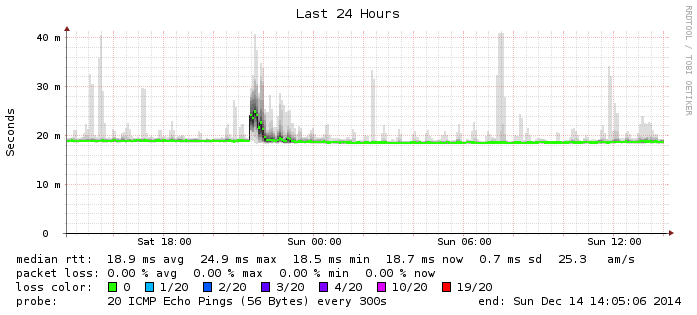 Last 24 Hours
RRDTOOL / TOBI OETIKER
Seconds
40 m
30 m
20 m
10 m
0
Sat 18:00 Sun 00:00 Sun 06:00 Sun 12:00
median rtt: 18.9 ms avg 24.9 ms max 18.5 ms min 18.7 ms now 0.7 ms sd 25.3 am/s
packet loss: 0.00 % avg 0.00 % max 0.00 % min 0.00 % now
loss color: 0 1/20 2/20 3/20 4/20 10/20 19/20
probe: 20 ICMP Echo Pings (56 Bytes) every 300s end: Sun Dec 14 14:05:06 2014